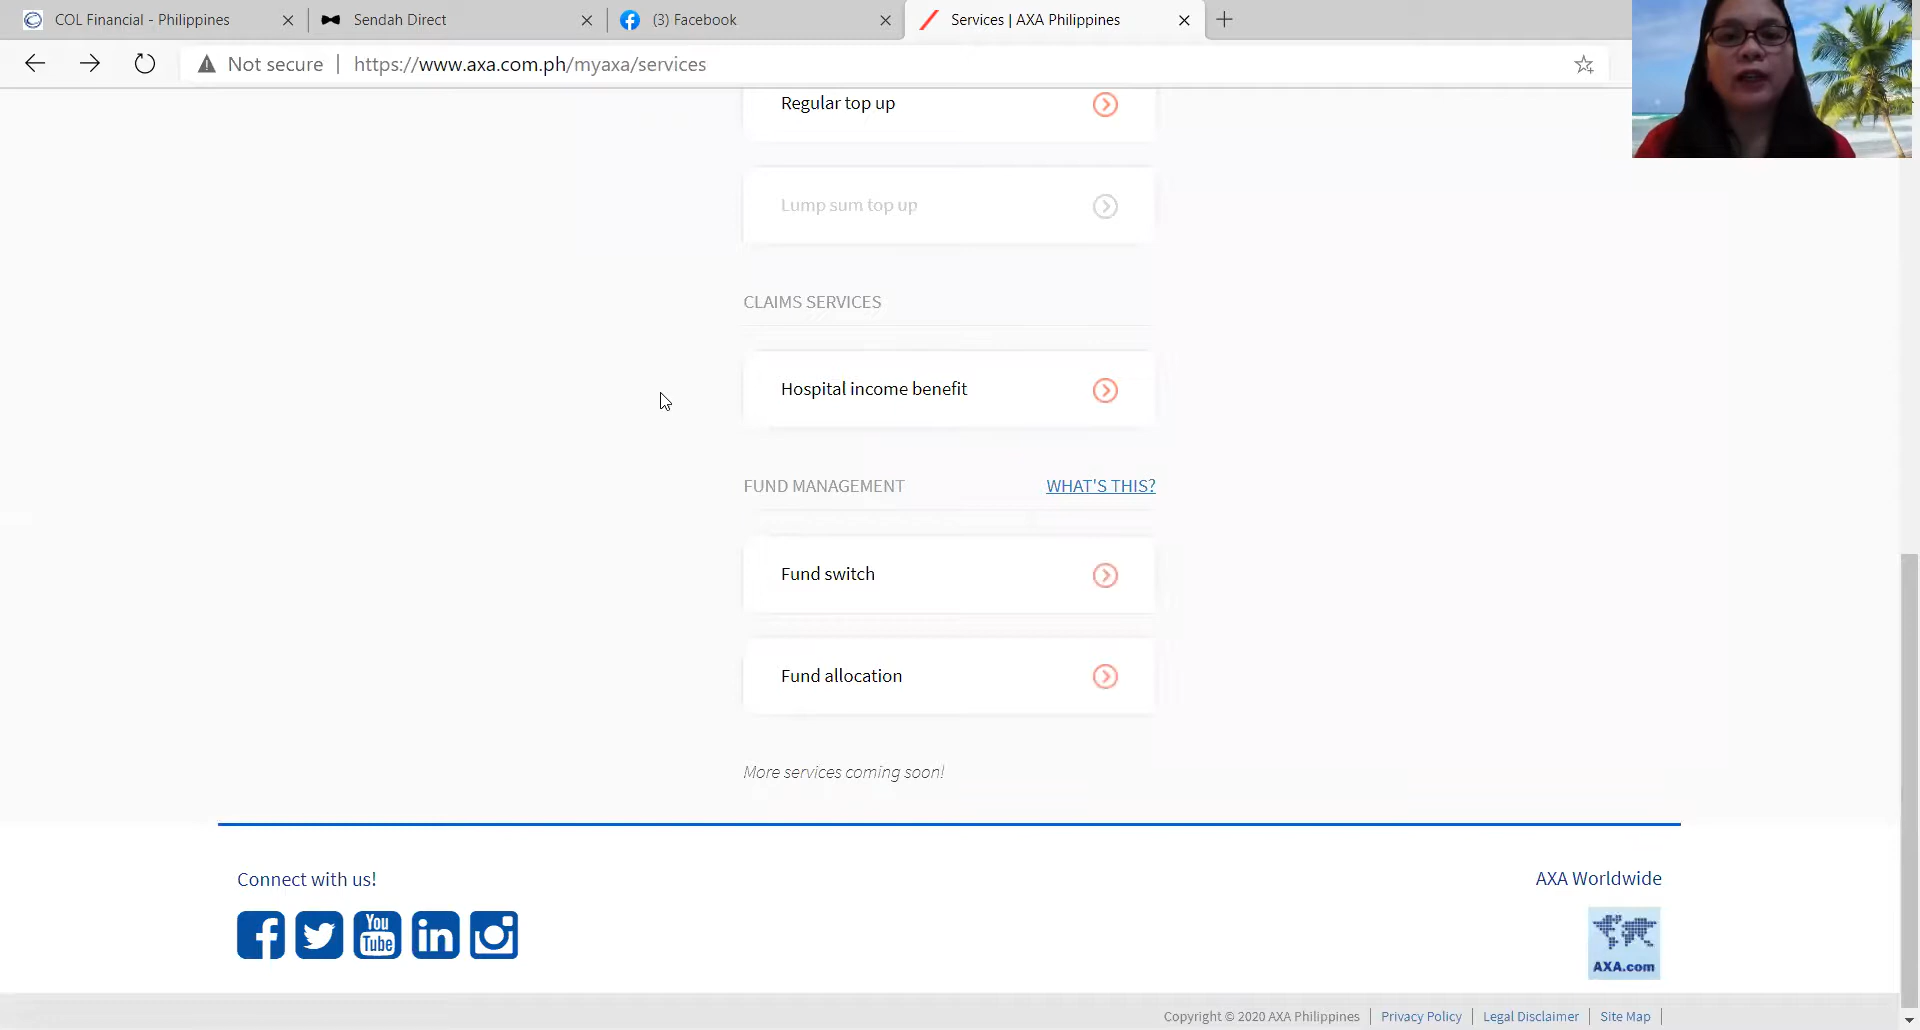 COL Financial - Philippines
Sendah Direct
(3) Facebook
Services | AXA Philippines
Not secure
https://www.axa.com.ph/myaxa/services
Regular top up
Lump sum top up
CLAIMS SERVICES
Hospital income benefit
FUND MANAGEMENT
WHAT'S THIS?
Fund switch
Fund allocation
More services coming soon!
Connect with us!
AXA Worldwide
You
Tube
in
AXA.com
Copyright © 2020 AXA Philippines
Privacy Policy
Legal Disclaimer
Site Map